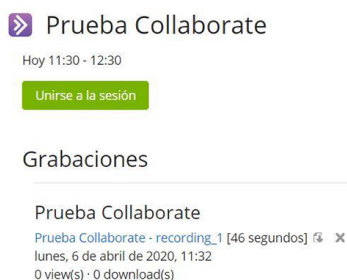 Prueba Collaborate
Hoy 11:30 - 12:30
Unirse a la sesión
Grabaciones
Prueba Collaborate
Prueba Collaborate - recording_1 [46 segundos]
lunes, 6 de abril de 2020, 11:32
0 view(s) · 0 download(s)